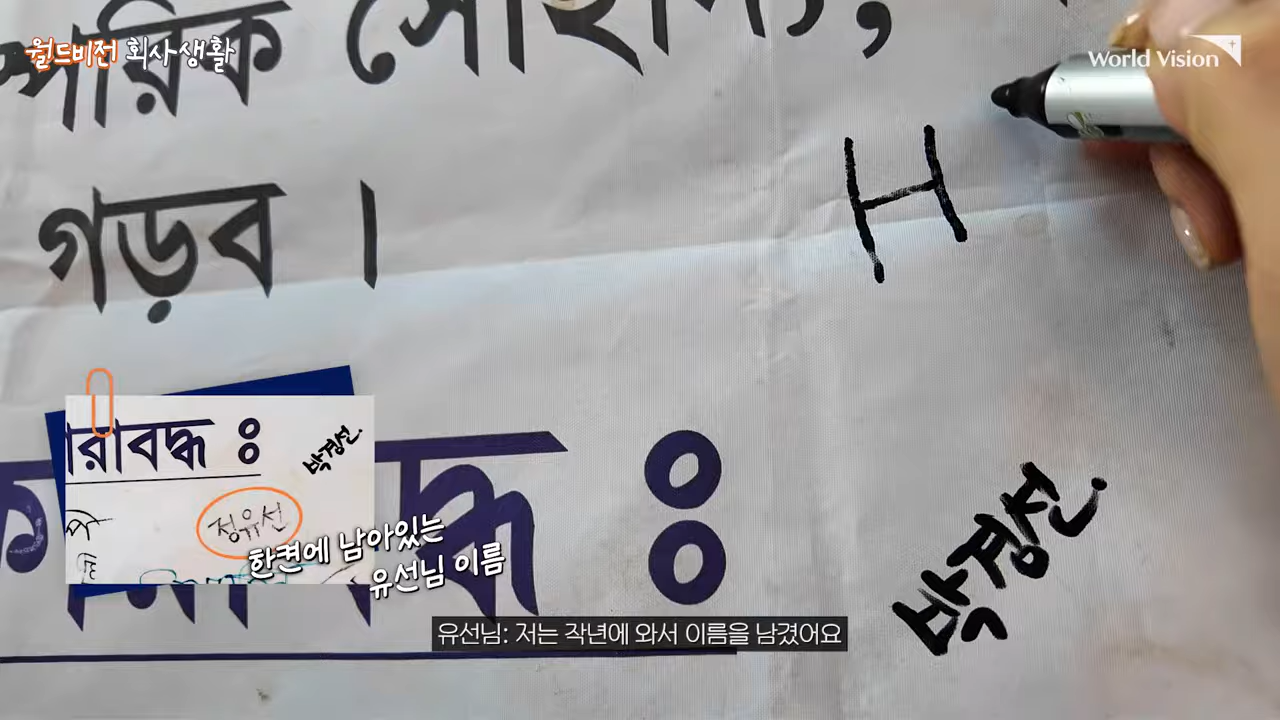 월드비전 회사생활
World Vision
স্পরিক সৌহার্দ্য,
গড়ব ।
H
রাবদ্ধ ঃ
박경선.
정유선
한켠에 남아있는
유선님 이름
দ্ধ ঃ
박경선.
유선님: 저는 작년에 와서 이름을 남겼어요